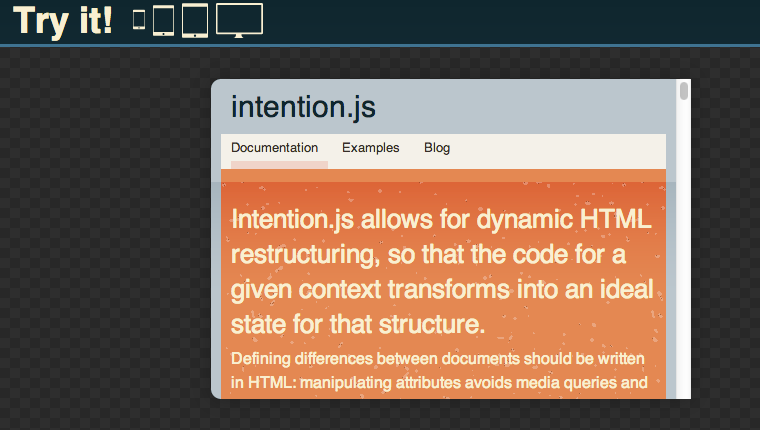 Try it!
intention.js
Documentation Examples Blog
Intention.js allows for dynamic HTML
restructuring, so that the code for a
given context transforms into an ideal
state for that structure.
Defining differences between documents should be written
in HTML: manipulating attributes avoids media queries and